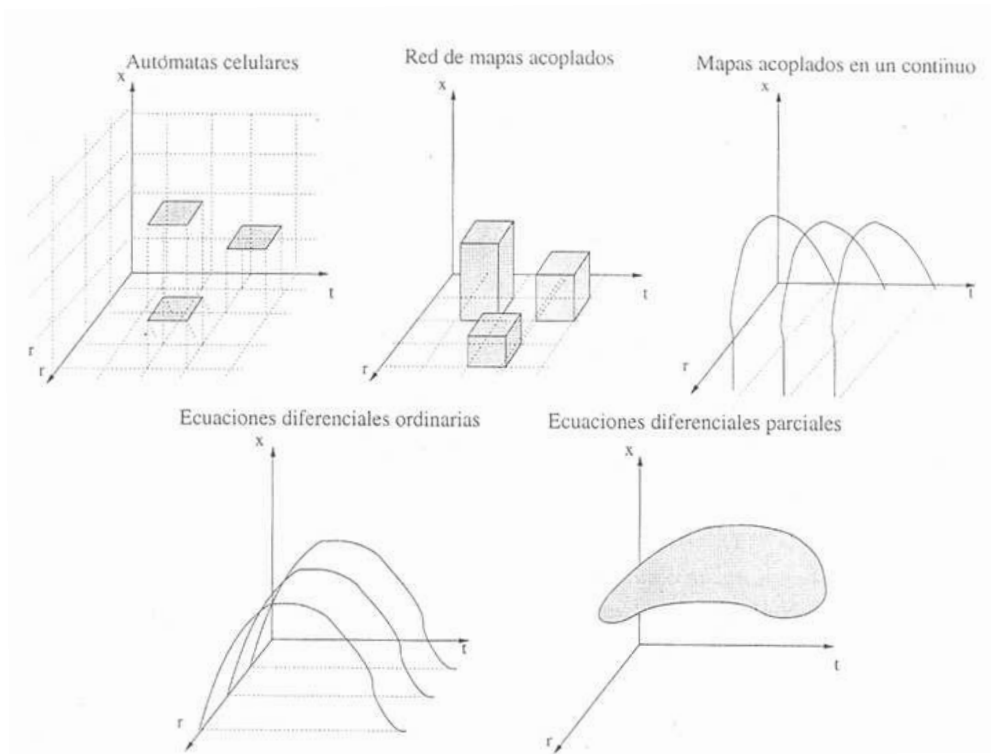 Autómatas celulares
x
t
r
r
Red de mapas acoplados
x
t
r
Mapas acoplados en un contínuo
x
t
r
Ecuaciones diferenciales ordinarias
x
t
r
Ecuaciones diferenciales parciales
x
t
r